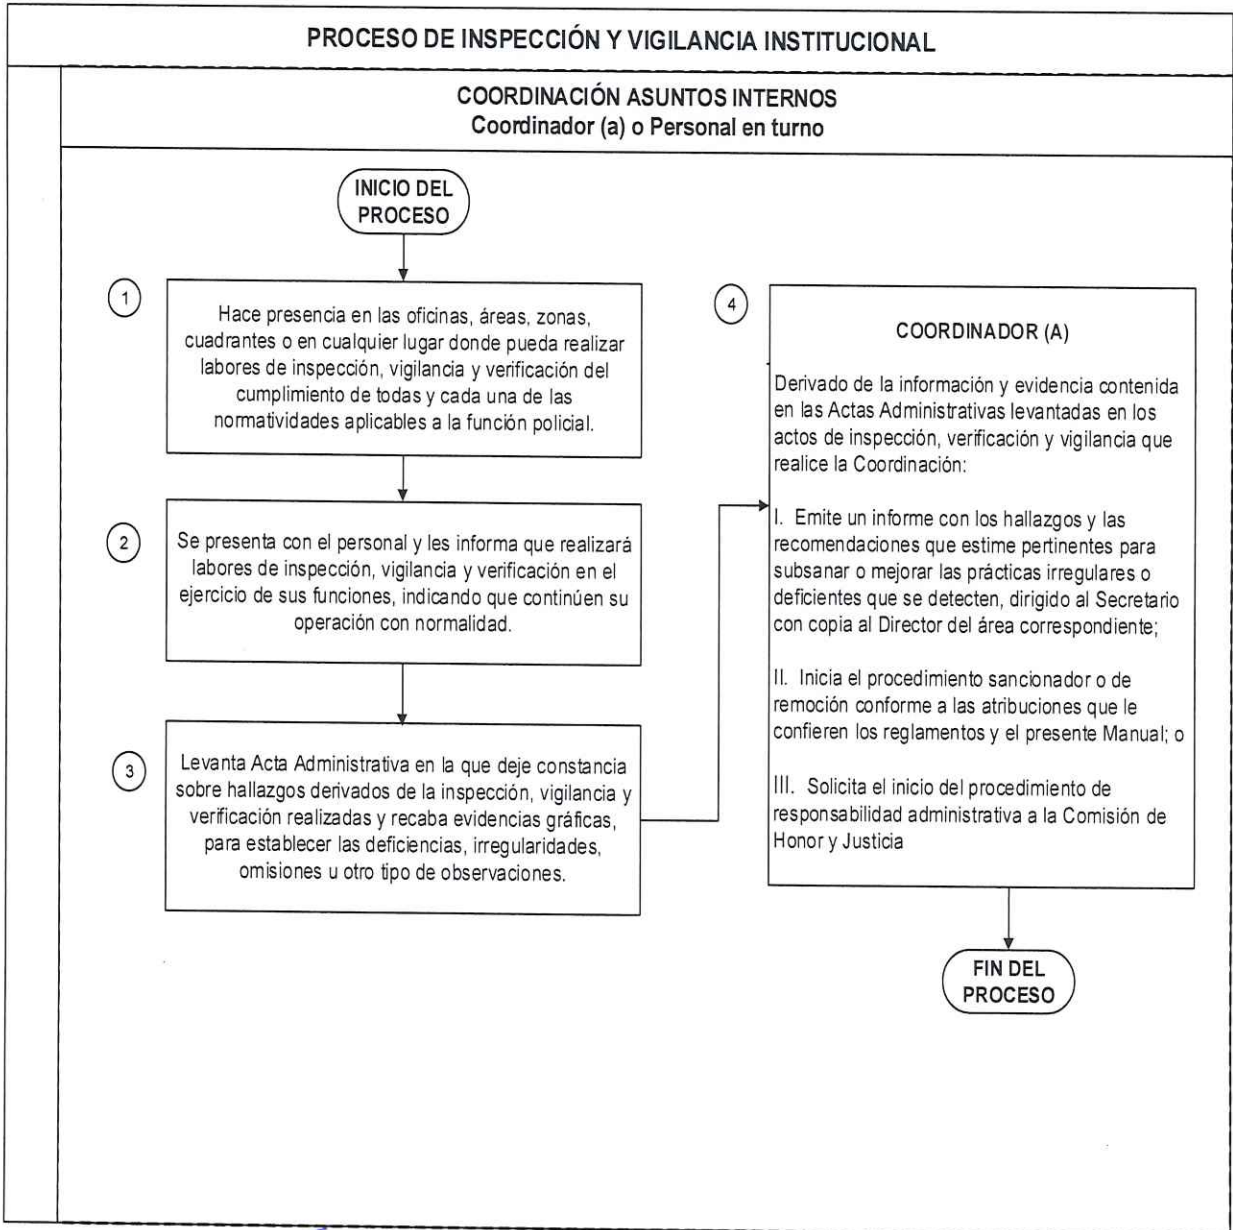 PROCESO DE INSPECCIÓN Y VIGILANCIA INSTITUCIONAL
COORDINACIÓN ASUNTOS INTERNOS
Coordinador (a) o Personal en turno
INICIO DEL
PROCESO
1
Hace presencia en las oficinas, áreas, zonas,
cuadrantes o en cualquier lugar donde pueda realizar
labores de inspección, vigilancia y verificación del
cumplimiento de todas y cada una de las
normatividades aplicables a la función policial.
2
Se presenta con el personal y les informa que realizará
labores de inspección, vigilancia y verificación en el
ejercicio de sus funciones, indicando que continúen su
operación con normalidad.
3
Levanta Acta Administrativa en la que deje constancia
sobre hallazgos derivados de la inspección, vigilancia y
verificación realizadas y recaba evidencias gráficas,
para establecer las deficiencias, irregularidades,
omisiones u otro tipo de observaciones.
4
COORDINADOR (A)
Derivado de la información y evidencia contenida
en las Actas Administrativas levantadas en los
actos de inspección, verificación y vigilancia que
realice la Coordinación:
I. Emite un informe con los hallazgos y las
recomendaciones que estime pertinentes para
subsanar o mejorar las prácticas irregulares o
deficientes que se detecten, dirigido al Secretario
con copia al Director del área correspondiente;
II. Inicia el procedimiento sancionador o de
remoción conforme a las atribuciones que le
confieren los reglamentos y el presente Manual; o
III. Solicita el inicio del procedimiento de
responsabilidad administrativa a la Comisión de
Honor y Justicia
FIN DEL
PROCESO